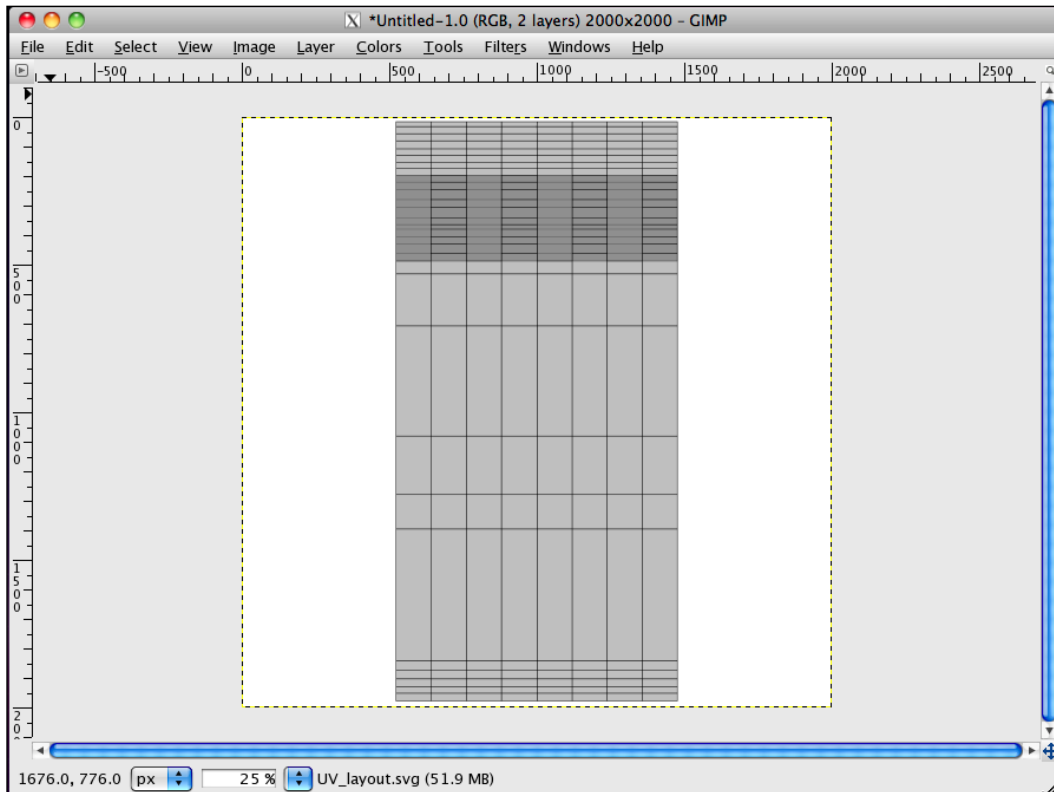 *Untitled-1.0 (RGB, 2 layers) 2000x2000 – GIMP
File Edit Select View Image Layer Colors Tools Filters Windows Help
-500 0 500 1000 1500 2000 2500
0
500
1000
1500
20
1676.0, 776.0 px 25 % UV_layout.svg (51.9 MB)